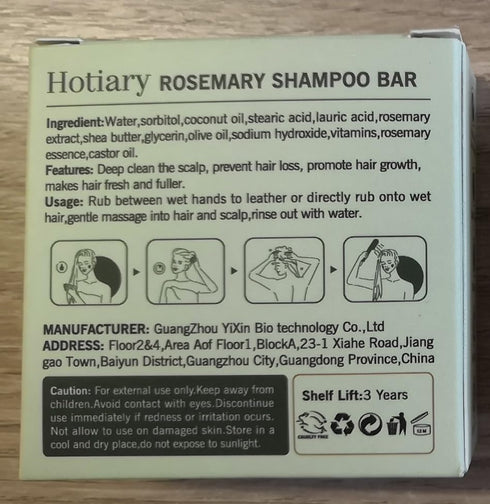 Hotiary ROSEMARY SHAMPOO BAR
Ingredient:Water,sorbitol,coconut oil,stearic acid,lauric acid,rosemary
extract,shea butter,glycerin,olive oil,sodium hydroxide,vitamins,rosemary
essence,castor oil.
Features: Deep clean the scalp, prevent hair loss, promote hair growth,
makes hair fresh and fuller.
Usage: Rub between wet hands to leather or directly rub onto wet
hair,gentle massage into hair and scalp,rinse out with water.
MANUFACTURER: GuangZhou YiXin Bio technology Co.,Ltd
ADDRESS: Floor2&4,Area Aof Floor1,BlockA,23-1 Xiahe Road,Jiang
gao Town,Baiyun District,Guangzhou City,Guangdong Province,China
Caution: For external use only.Keep away from
children.Avoid contact with eyes.Discontinue
use immediately if redness or irritation occurs.
Not allow to use on damaged skin.Store in a
cool and dry place,do not expose to sunlight.
Shelf Lift:3 Years
CRUELTY FREE
12M